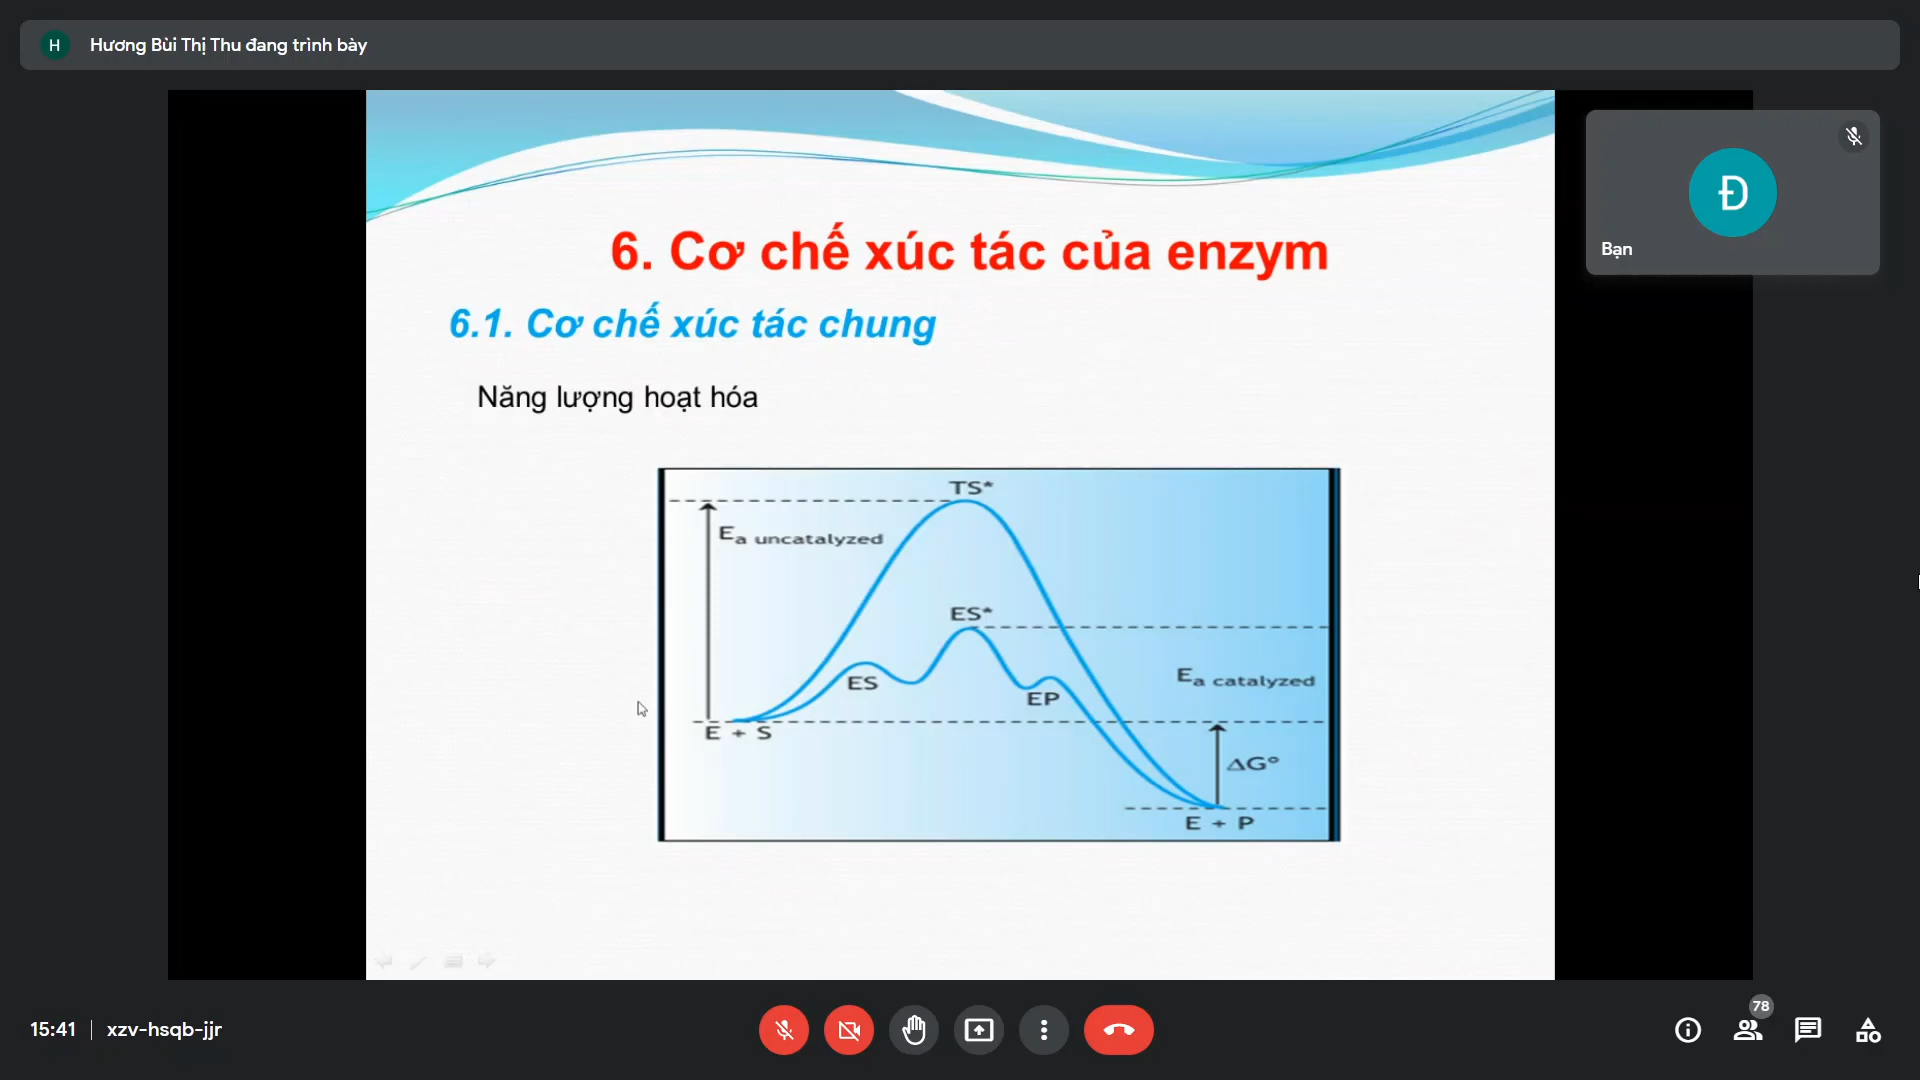 H
Hương Bùi Thị Thu đang trình bày
Đ
Bạn
6. Cơ chế xúc tác của enzym
6.1. Cơ chế xúc tác chung
Năng lượng hoạt hóa
TS*
Ea uncatalyzed
ES*
Ea catalyzed
ES
EP
E + S
ΔG°
E + P
15:41
xzv-hsqb-jjr
78